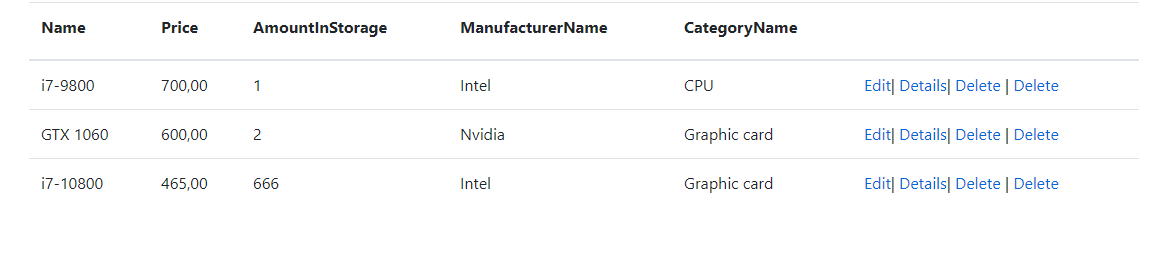 Name Price AmountInStorage ManufacturerName CategoryName
i7-9800 700,00 1 Intel CPU Edit| Details| Delete | Delete
GTX 1060 600,00 2 Nvidia Graphic card Edit| Details| Delete | Delete
i7-10800 465,00 666 Intel Graphic card Edit| Details| Delete | Delete